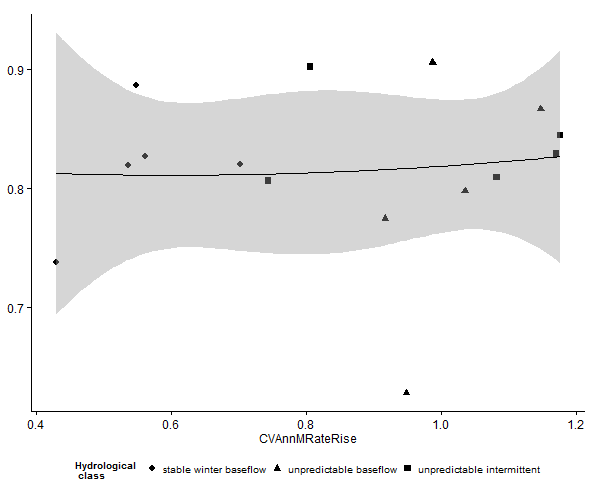 0.9
0.8
0.7
0.4 0.6 0.8 1.0 1.2
CVAnnMRateRise
Hydrological
class
stable winter baseflow unpredictable baseflow unpredictable intermittent